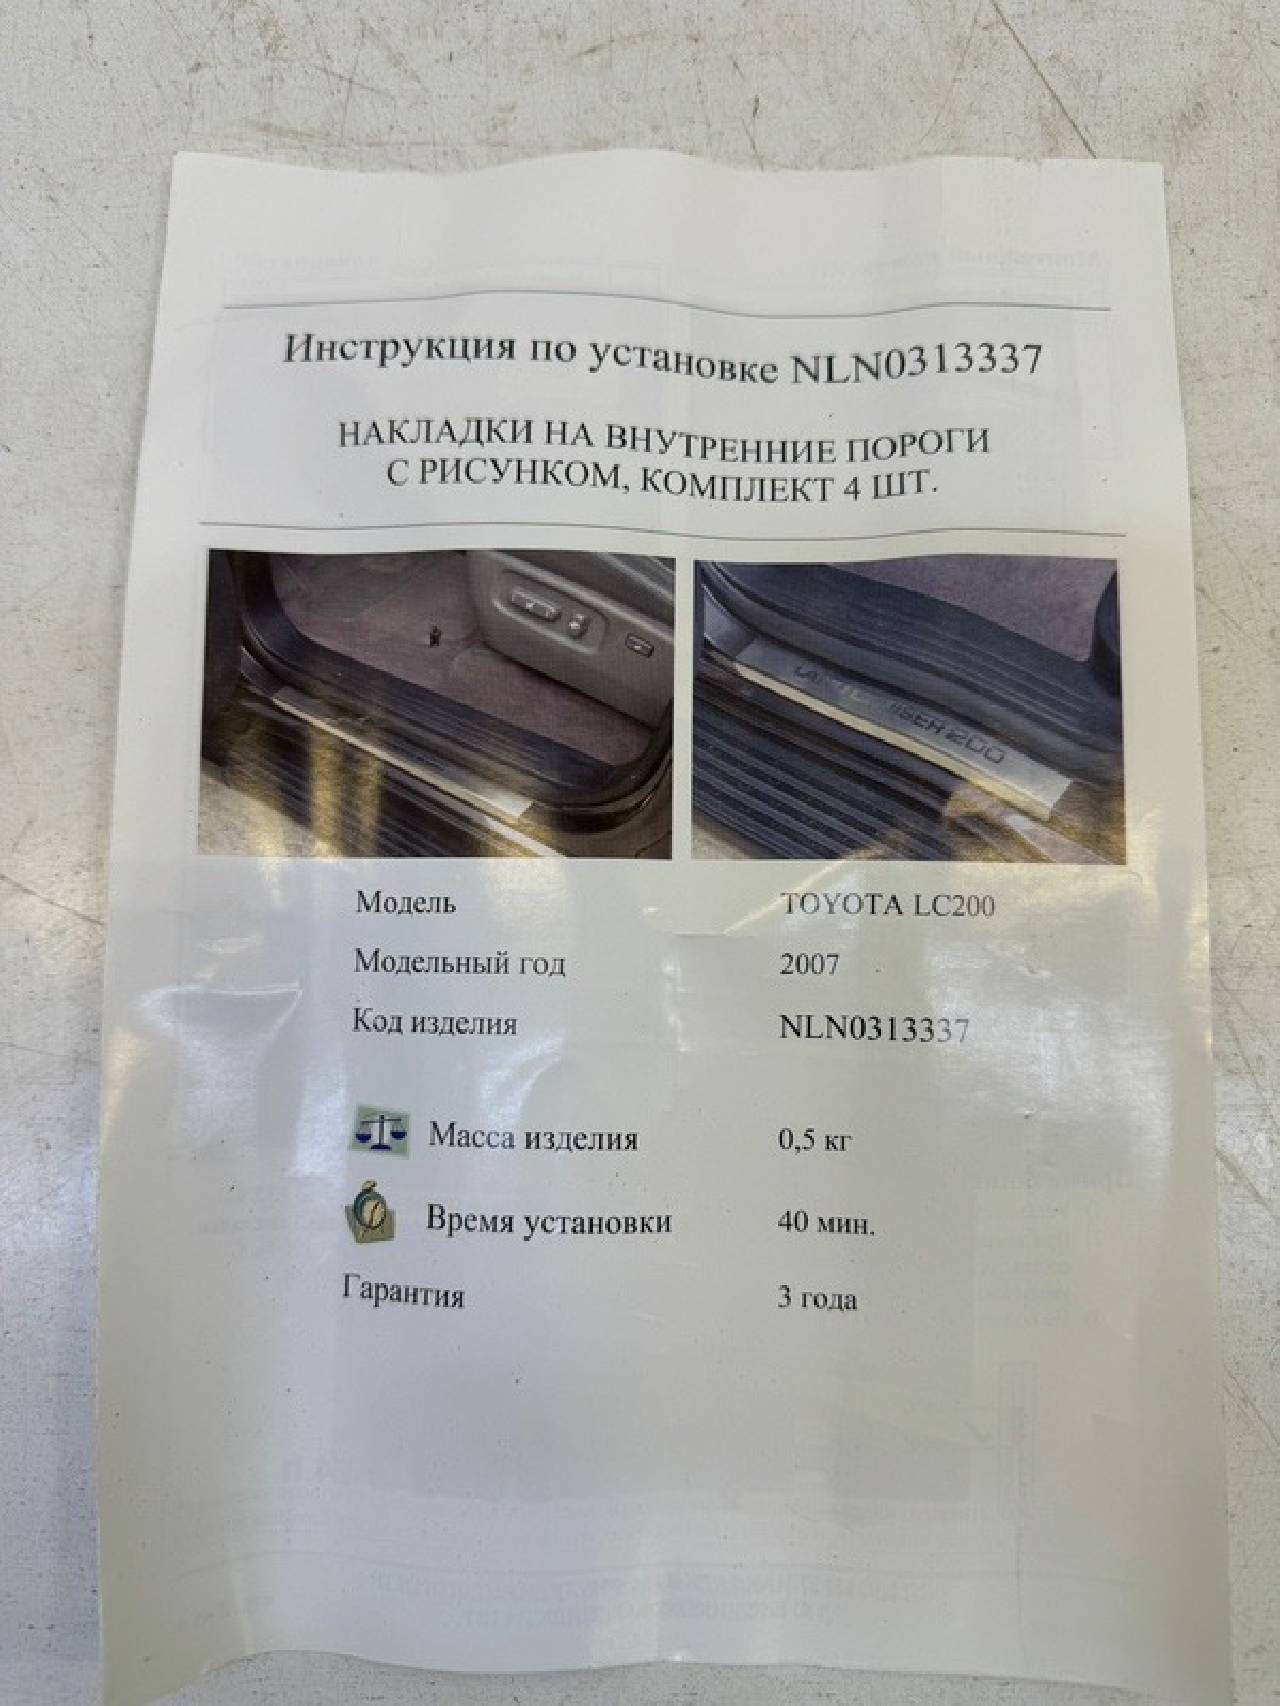 Инструкция по установке NLN0313337
НАКЛАДКИ НА ВНУТРЕННИЕ ПОРОГИ
С РИСУНКОМ, КОМПЛЕКТ 4 ШТ.
Модель TOYOTA LC200
Модельный год 2007
Код изделия NLN0313337
Масса изделия 0,5 кг
Время установки 40 мин.
Гарантия 3 года